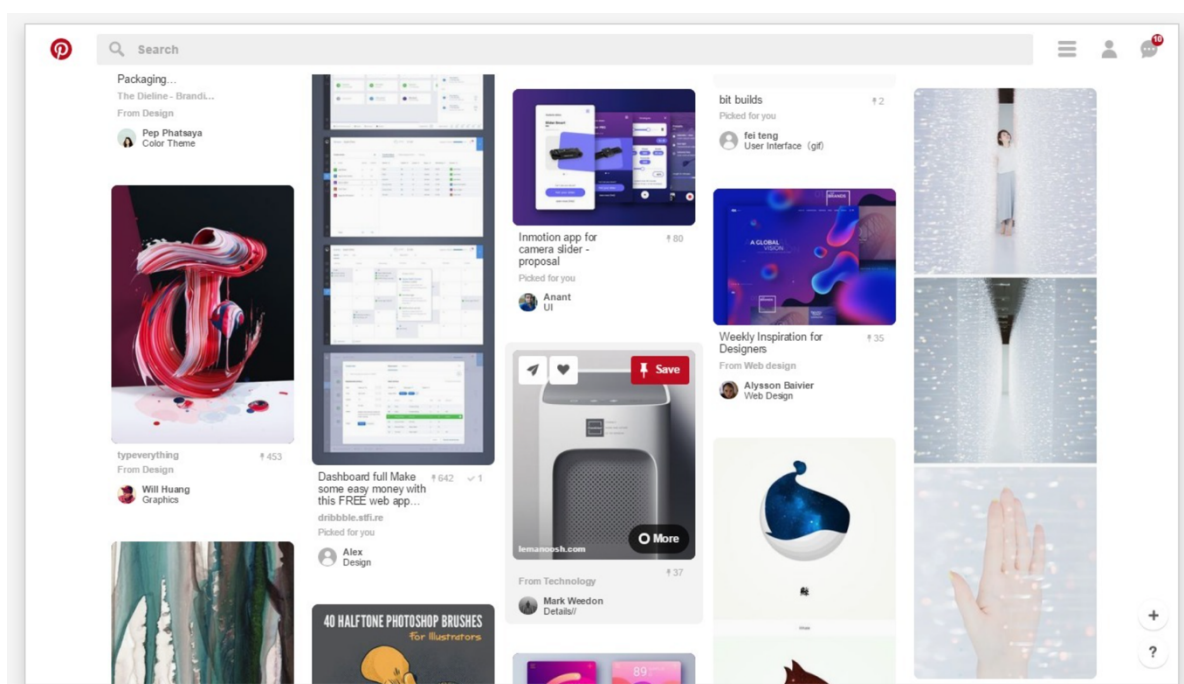 Search
10
Packaging...
The Dieline - Brandi...
From Design
Pep Phatsaya
Color Theme
typeverything
453
From Design
Will Huang
Graphics
Dashboard full Make
some easy money with
this FREE web app...
642
1
dribbble.stfi.re
Picked for you
Alex
Design
40 HALFTONE PHOTOSHOP BRUSHES
for Illustrators
Inmotion app for
camera slider -
proposal
80
Picked for you
Anant
UI
Save
lemanoosh.com
More
37
From Technology
Mark Weedon
Details//
89
bit builds
2
Picked for you
fei teng
User Interface (gif)
BRANDS
A GLOBAL
VISION
Weekly Inspiration for
Designers
35
From Web design
Alysson Baivier
Web Design
+
?